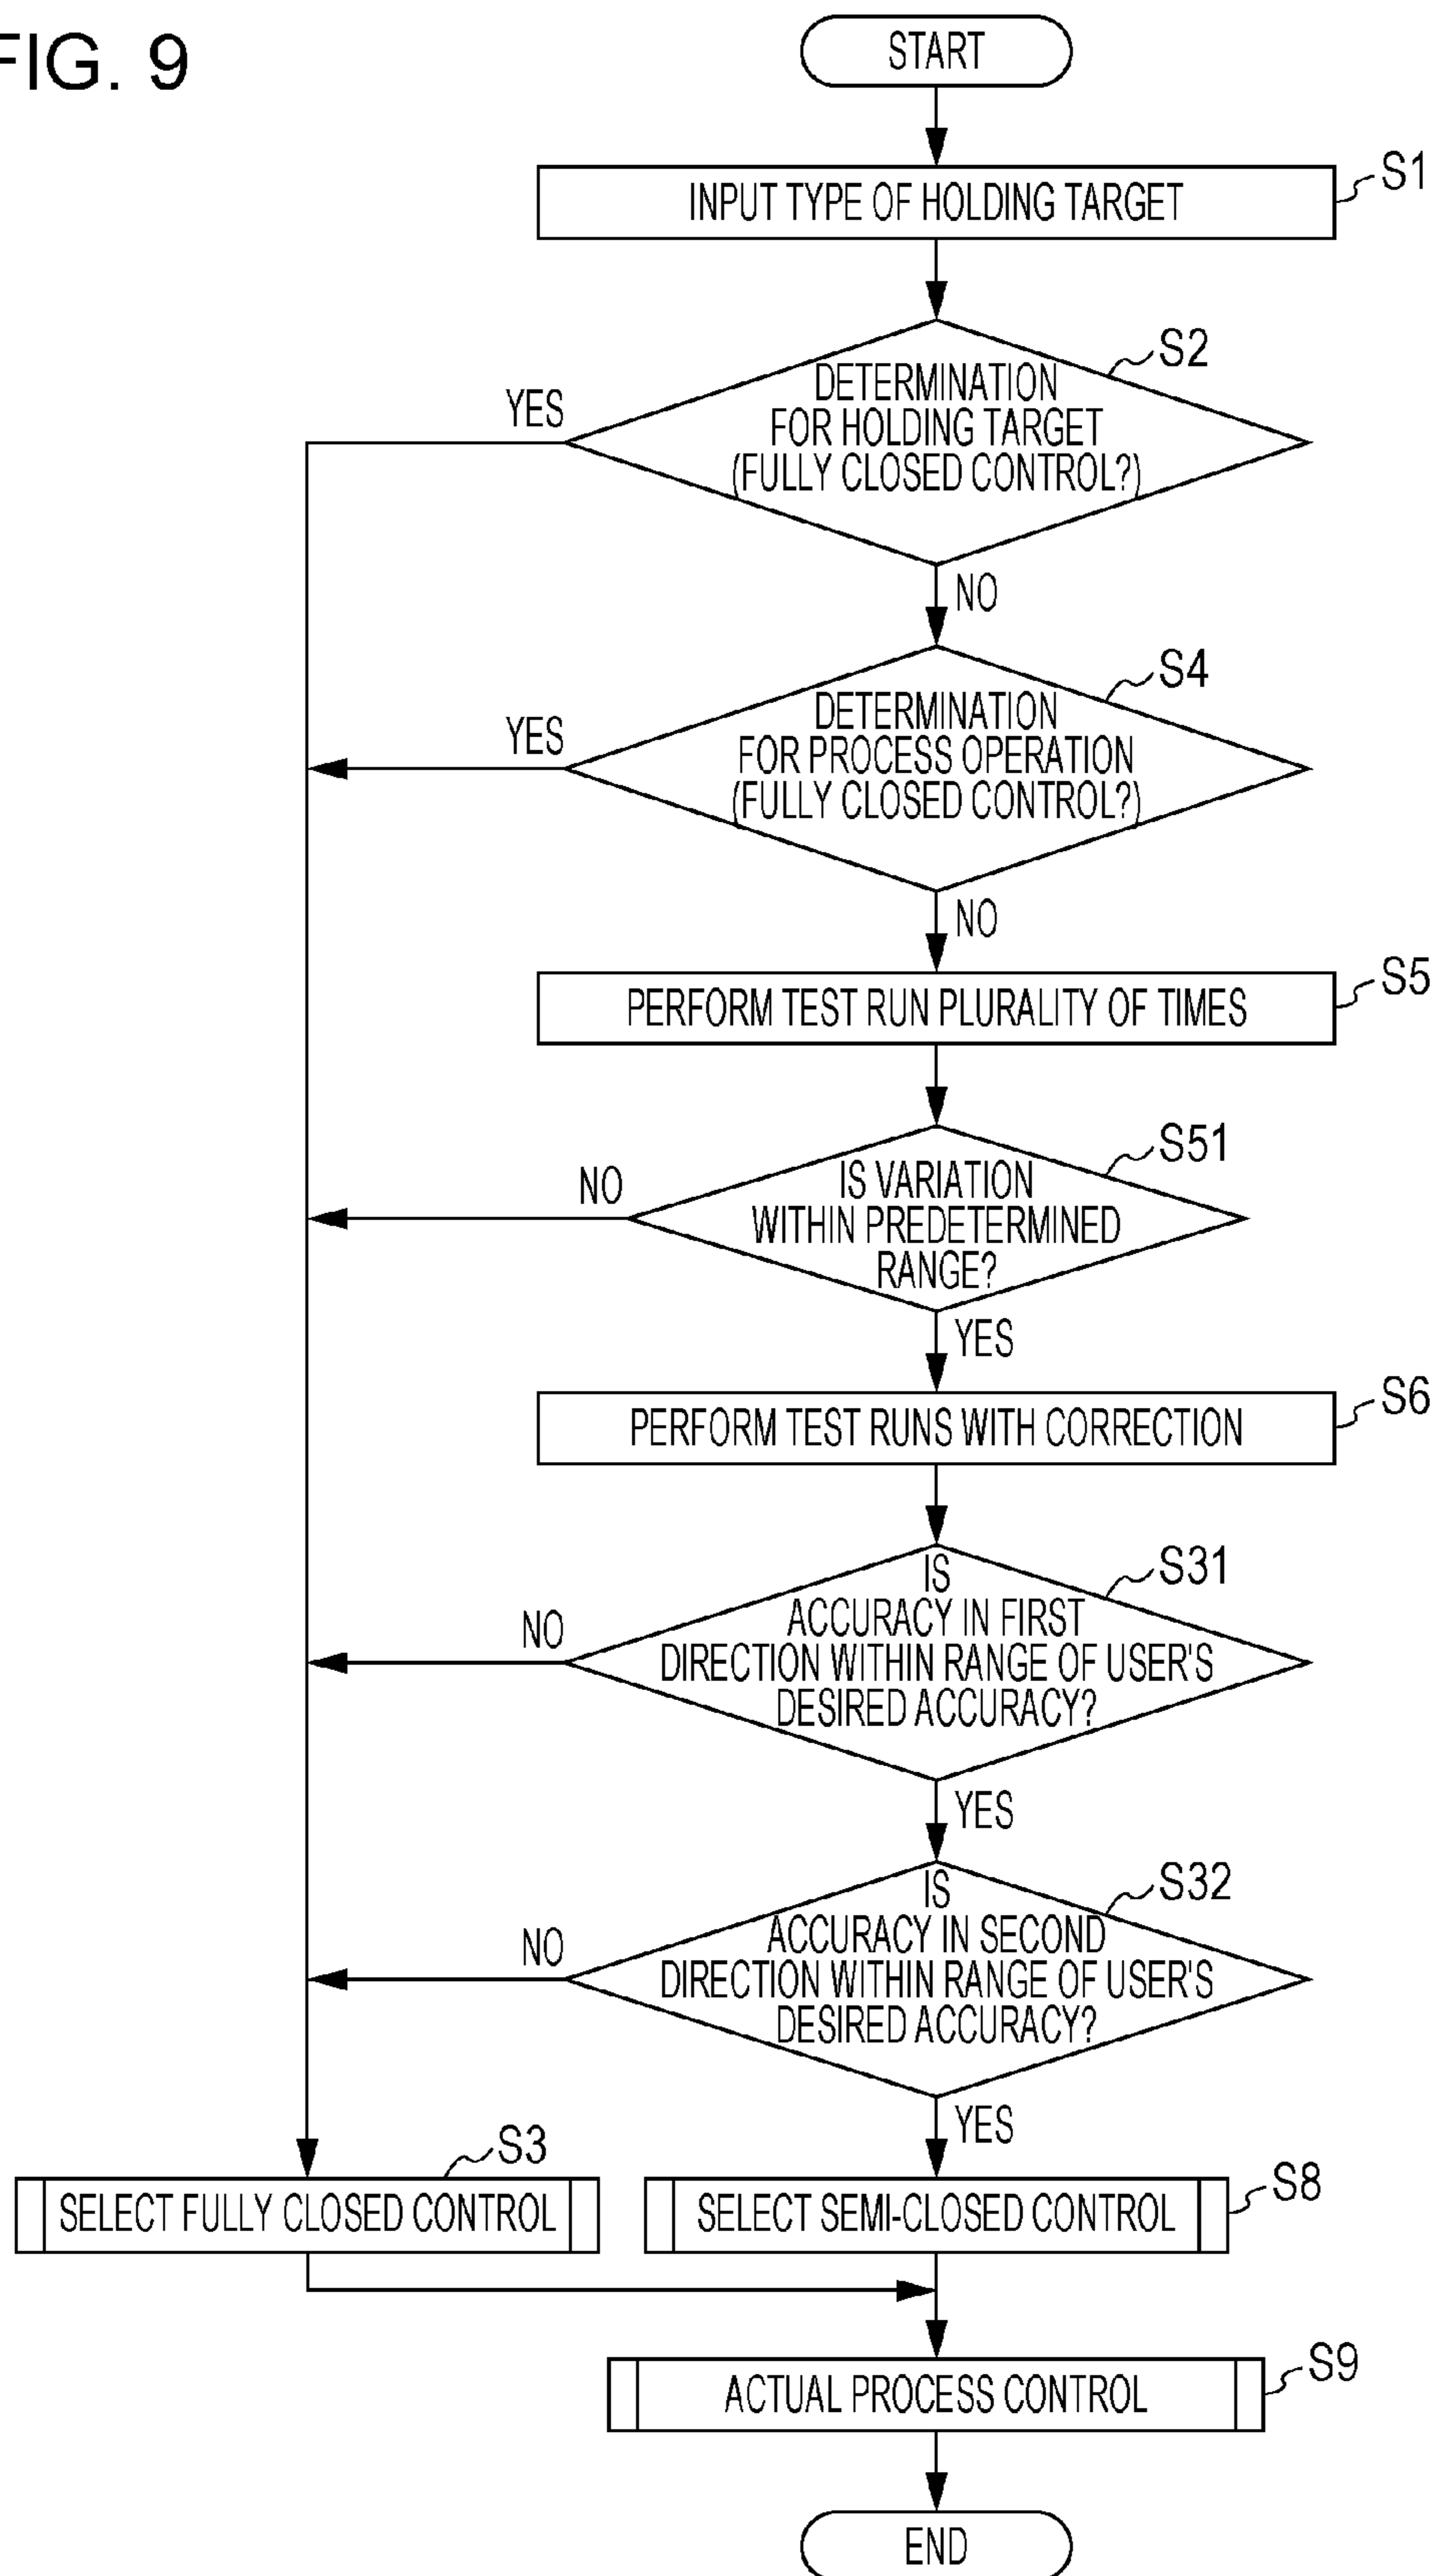 FIG. 9
START
INPUT TYPE OF HOLDING TARGET
S1
S2
DETERMINATION
FOR HOLDING TARGET
(FULLY CLOSED CONTROL?)
YES
NO
S4
DETERMINATION
FOR PROCESS OPERATION
(FULLY CLOSED CONTROL?)
YES
NO
PERFORM TEST RUN PLURALITY OF TIMES
S5
S51
IS VARIATION
WITHIN PREDETERMINED
RANGE?
NO
YES
PERFORM TEST RUNS WITH CORRECTION
S6
S31
IS
ACCURACY IN FIRST
DIRECTION WITHIN RANGE OF USER'S
DESIRED ACCURACY?
NO
YES
S32
IS
ACCURACY IN SECOND
DIRECTION WITHIN RANGE OF USER'S
DESIRED ACCURACY?
NO
YES
S3
SELECT FULLY CLOSED CONTROL
SELECT SEMI-CLOSED CONTROL
S8
ACTUAL PROCESS CONTROL
S9
END